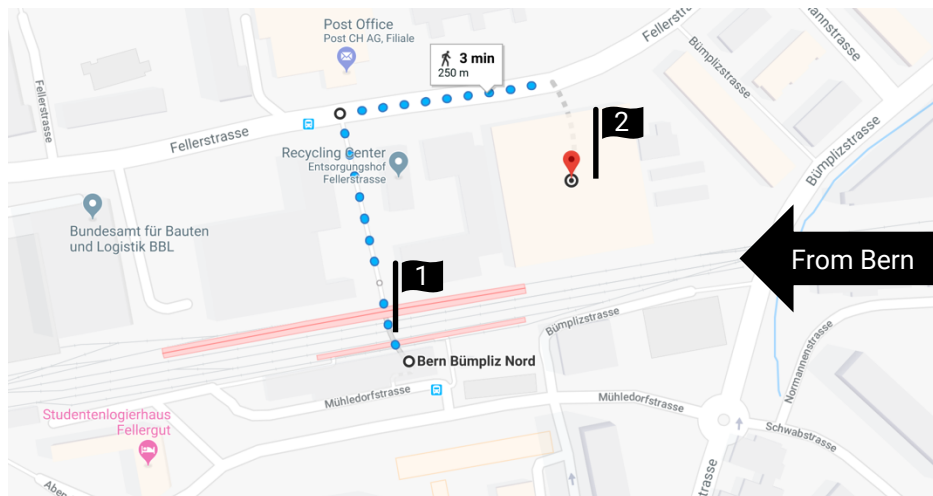 Post Office
Post CH AG, Filiale
3 min
250 m
Fellerstrasse
Bümplizstrasse
Fellerstrasse
Fellerstrasse
2
Recycling Center
Entsorgungshof
Fellerstrasse
Bümplizstrasse
Bundesamt für Bauten
und Logistik BBL
From Bern
1
Bümplizstrasse
Normannenstrasse
Bern Bümpliz Nord
Mühledorfstrasse
Mühledorfstrasse
Studentenlogierhaus
Fellergut
Schwabstrasse